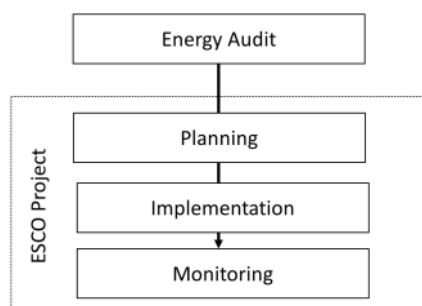 Energy Audit
Planning
Implementation
Monitoring
ESCO Project